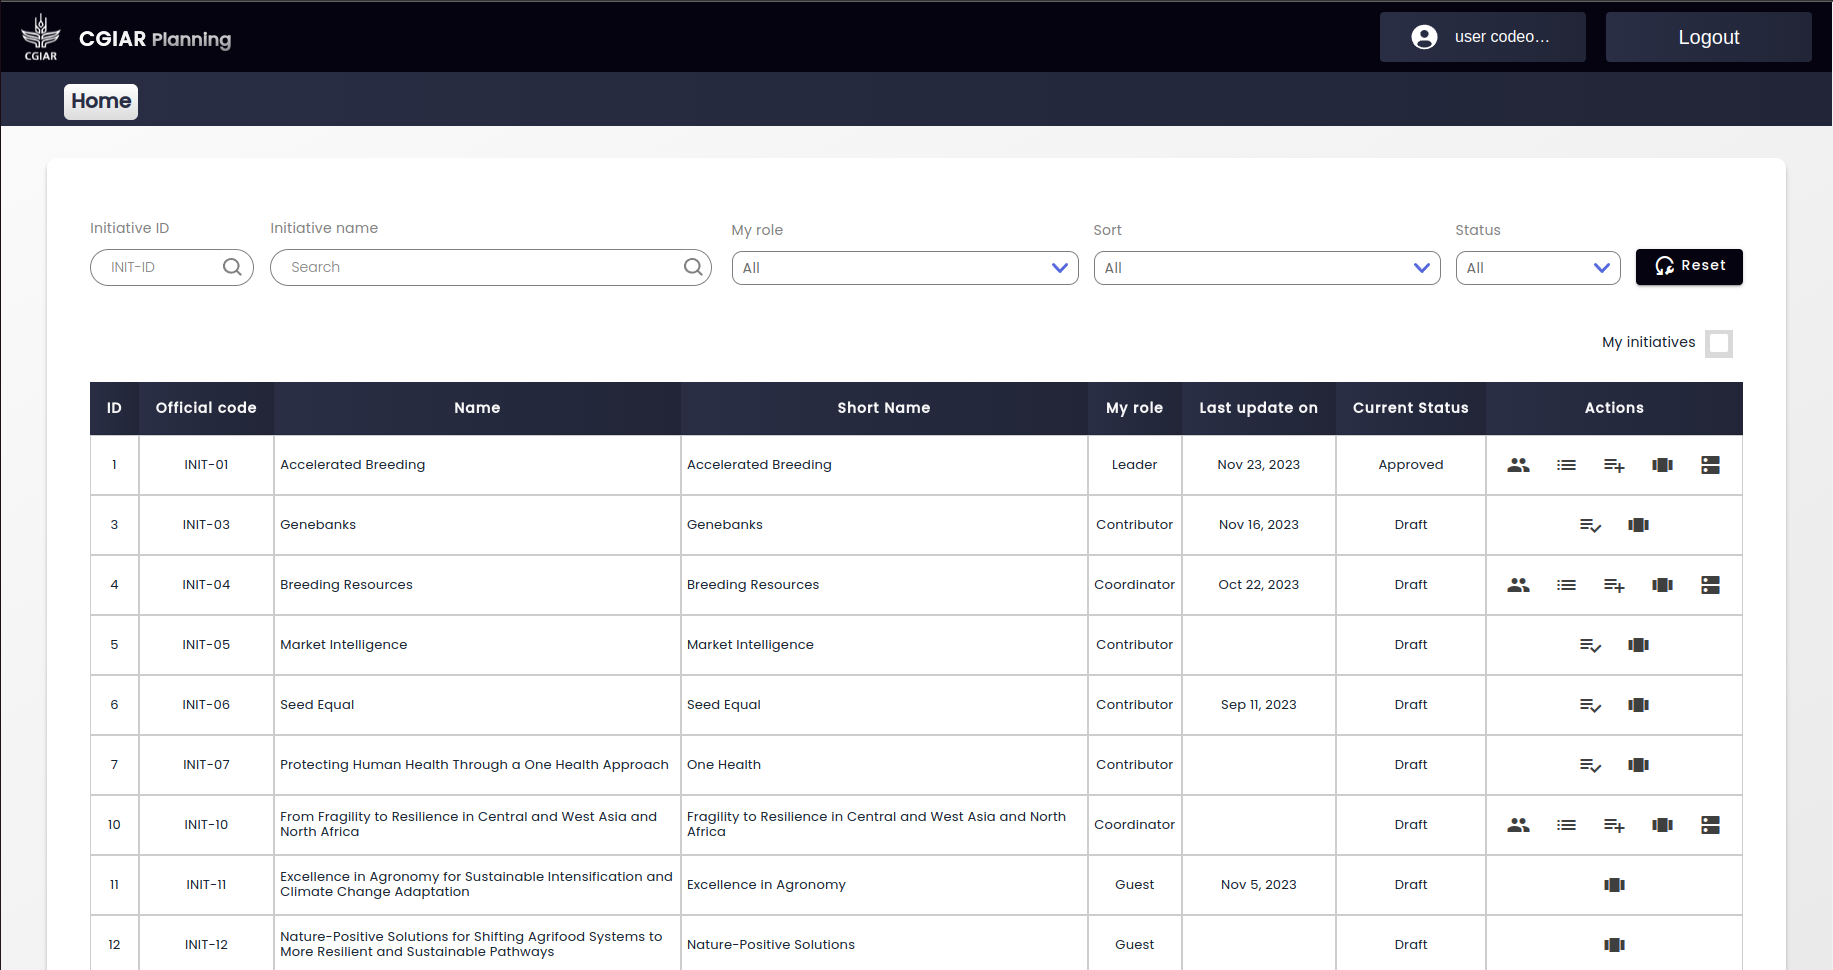 CGIAR
CGIAR Planning
user codeo...
Logout
Home
Initiative ID
Initiative name
My role
Sort
Status
INIT-ID
Search
All
All
All
Reset
My initiatives
ID Official code Name Short Name My role Last update on Current Status Actions
1 INIT-01 Accelerated Breeding Accelerated Breeding Leader Nov 23, 2023 Approved
3 INIT-03 Genebanks Genebanks Contributor Nov 16, 2023 Draft
4 INIT-04 Breeding Resources Breeding Resources Coordinator Oct 22, 2023 Draft
5 INIT-05 Market Intelligence Market Intelligence Contributor Draft
6 INIT-06 Seed Equal Seed Equal Contributor Sep 11, 2023 Draft
7 INIT-07 Protecting Human Health Through a One Health Approach One Health Contributor Draft
10 INIT-10 From Fragility to Resilience in Central and West Asia and
North Africa
Fragility to Resilience in Central and West Asia and North
Africa
Coordinator Draft
11 INIT-11 Excellence in Agronomy for Sustainable Intensification and
Climate Change Adaptation
Excellence in Agronomy Guest Nov 5, 2023 Draft
12 INIT-12 Nature-Positive Solutions for Shifting Agrifood Systems to
More Resilient and Sustainable Pathways
Nature-Positive Solutions Guest Draft